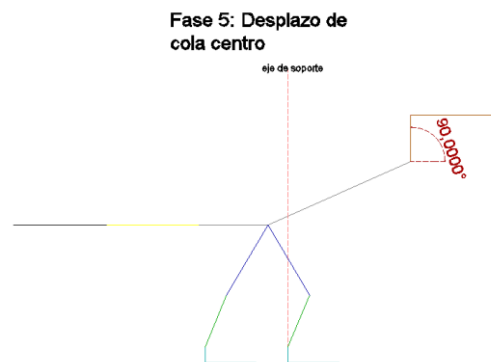 Fase 5: Desplazo de
cola centro
eje de soporte
90,0000°